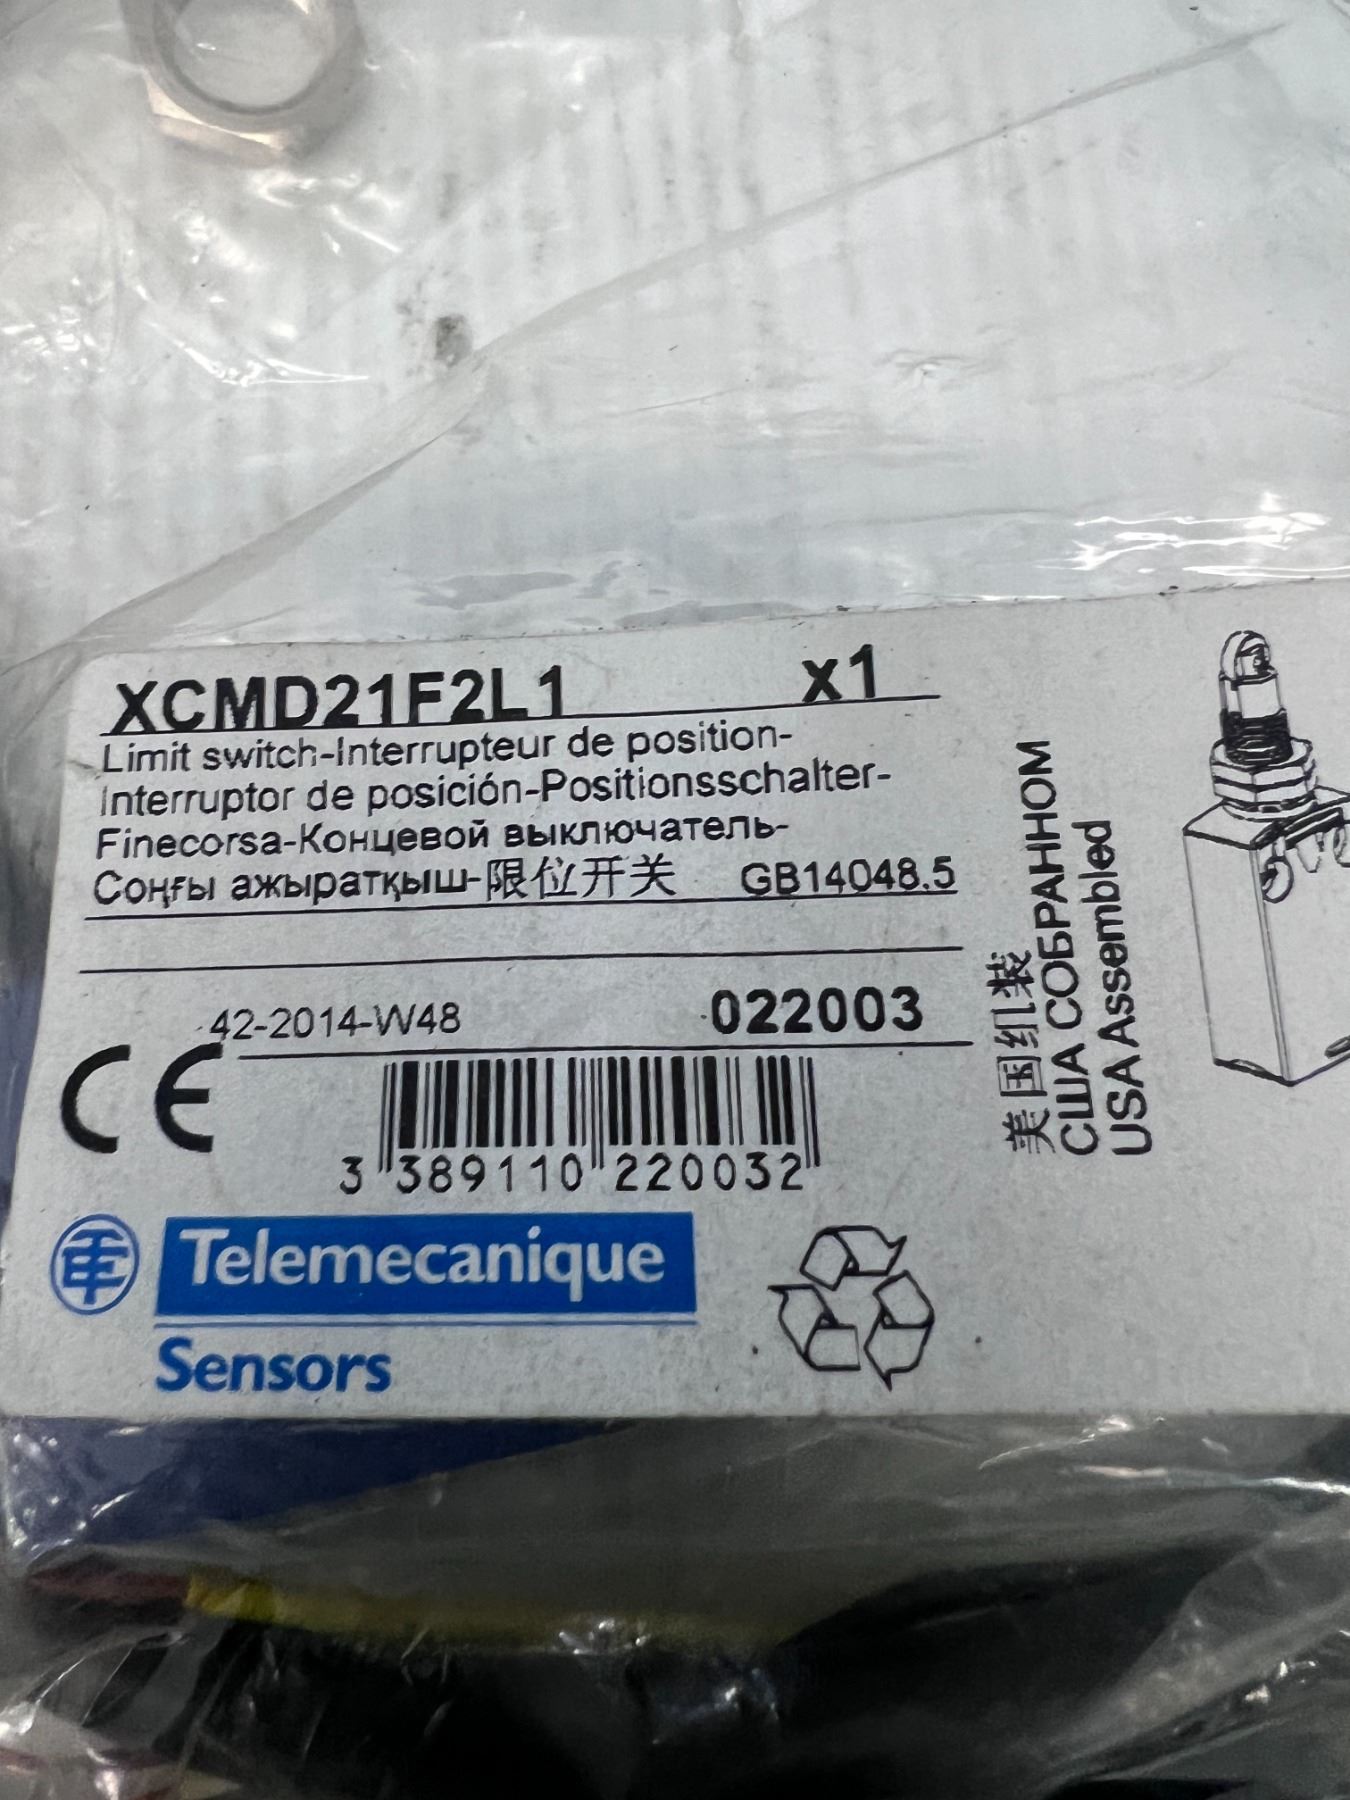 XCMD21F2L1 x1
Limit switch-Interrupteur de position-
Interruptor de posición-Positionsschalter-
Finecorsa-Концевой выключатель-
Соңғы ажыратқыш-限位开关 GB14048.5
42-2014-W48 022003
CE
3 389110 220032
Telemecanique
Sensors
美国组装
США СОБРАННОМ
USA Assembled